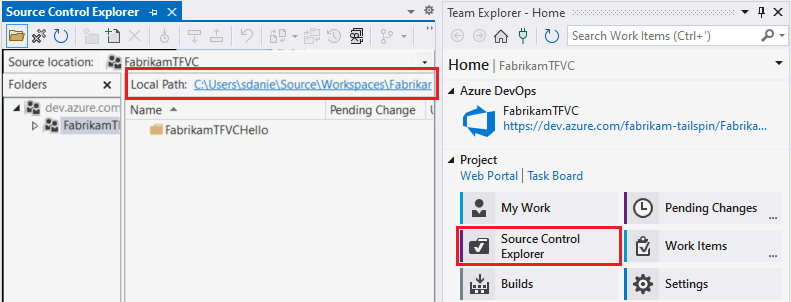 Source Control Explorer
Source location: FabrikamTFVC
Folders
Local Path: C:\Users\sdanie\Source\Workspaces\Fabrikar
Name Pending Change
dev.azure.com
FabrikamTF
FabrikamTFVCHello
Team Explorer - Home
Search Work Items (Ctrl+')
Home | FabrikamTFVC
Azure DevOps
FabrikamTFVC
https://dev.azure.com/fabrikam-tailspin/Fabrika...
Project
Web Portal | Task Board
My Work
Pending Changes ...
Source Control
Explorer
Work Items ...
Builds
Settings